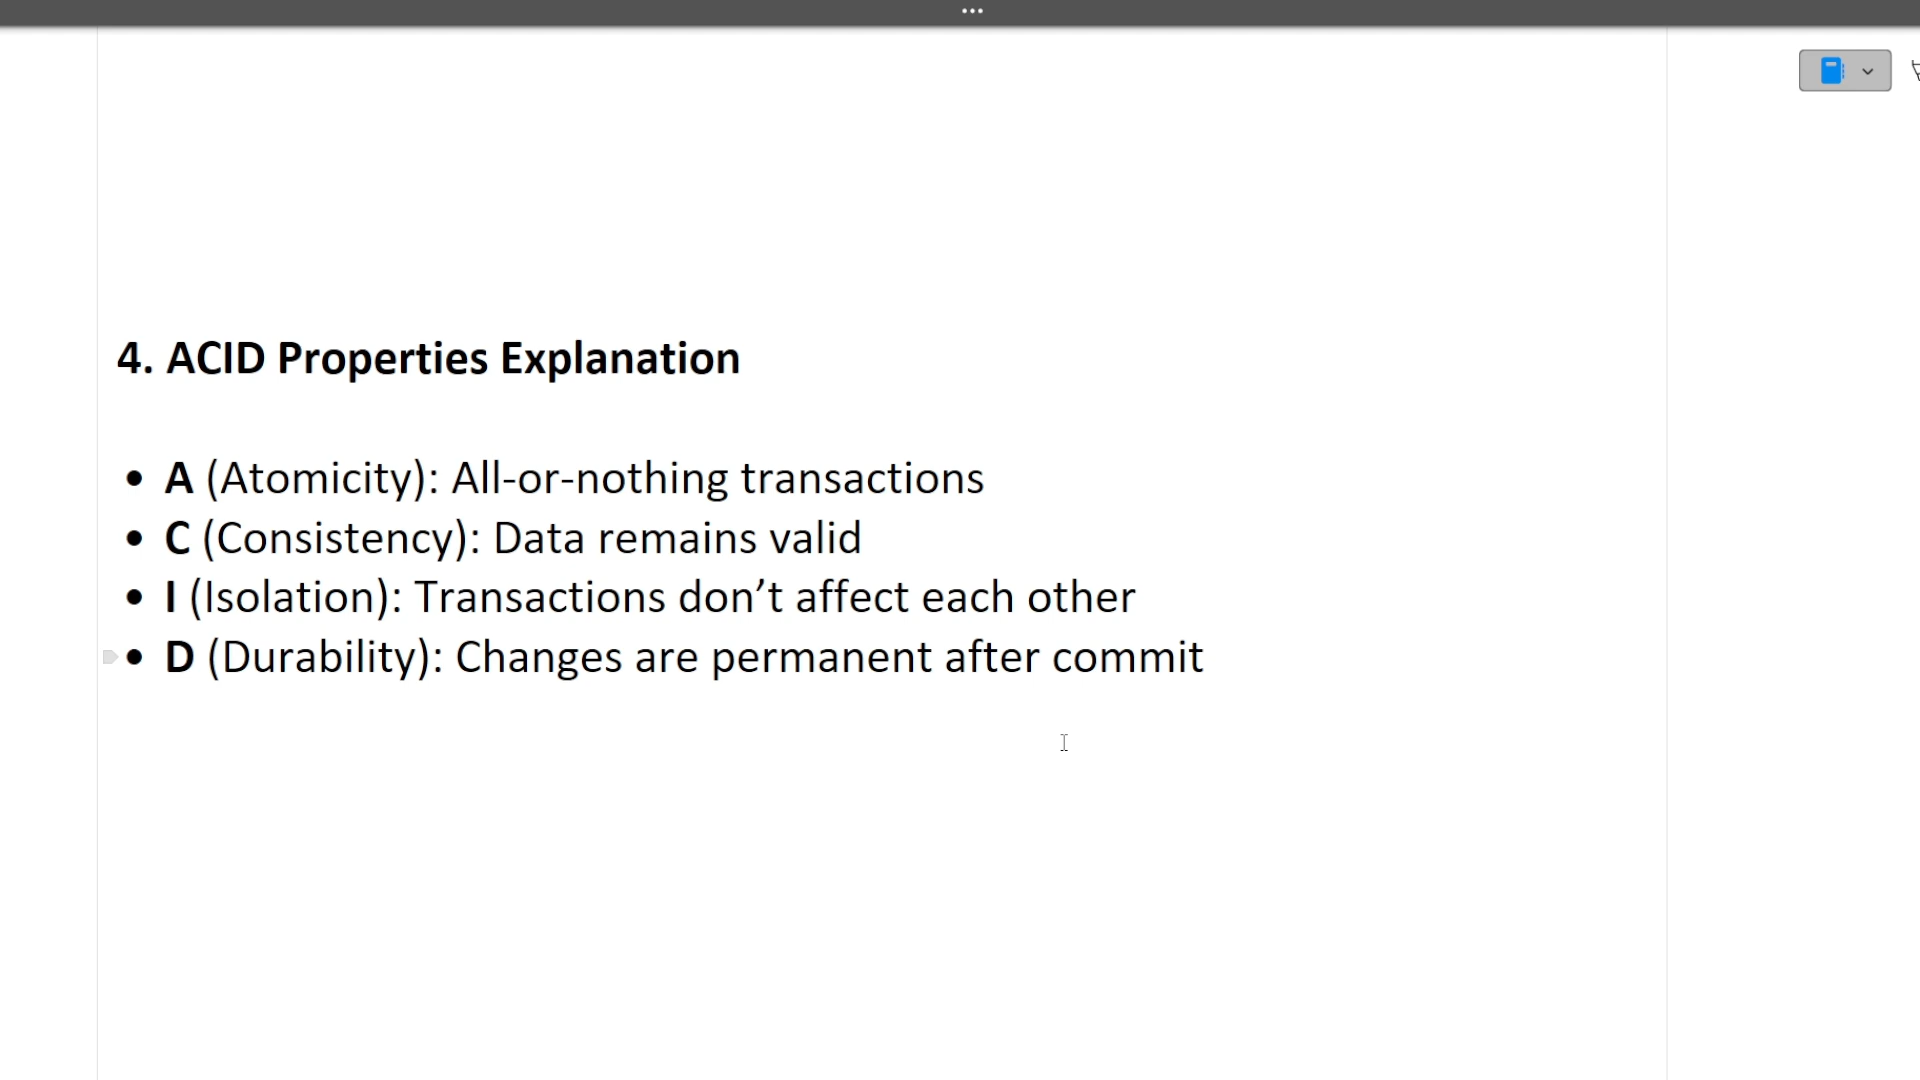 4. ACID Properties Explanation
• A (Atomicity): All-or-nothing transactions
• C (Consistency): Data remains valid
• I (Isolation): Transactions don’t affect each other
• D (Durability): Changes are permanent after commit